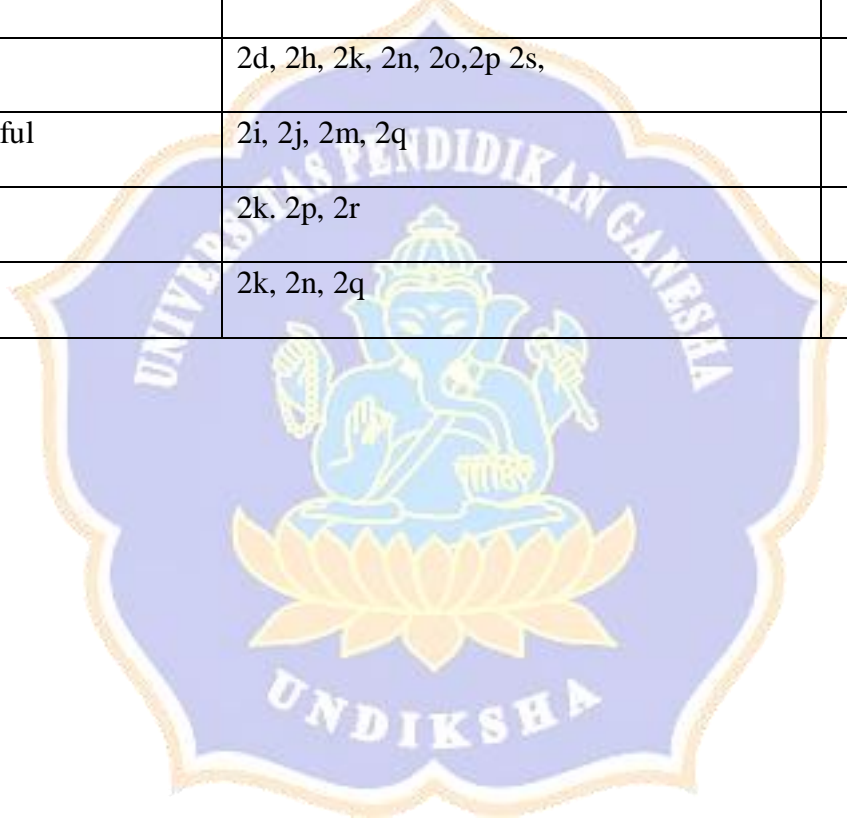 2d, 2h, 2k, 2n, 2o,2p 2s,
ful 2i, 2j, 2m, 2q
UNIVERSITAS PENDIDIKAN GANESHA
2k. 2p, 2r
2k, 2n, 2q
UNDIKSHA